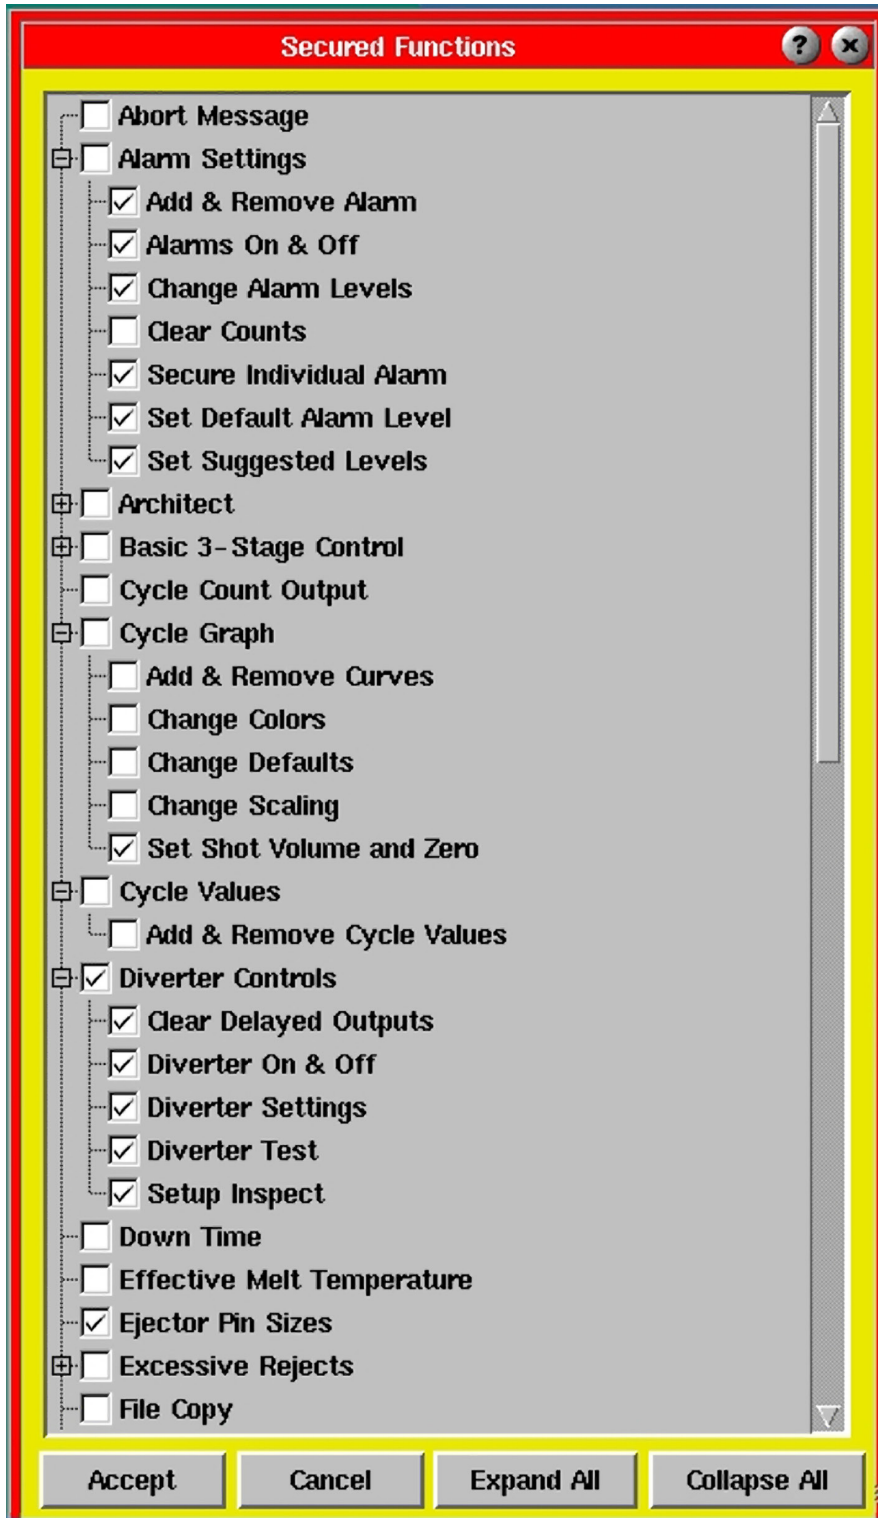 Secured Functions
Abort Message
Alarm Settings
Add & Remove Alarm
Alarms On & Off
Change Alarm Levels
Clear Counts
Secure Individual Alarm
Set Default Alarm Level
Set Suggested Levels
Architect
Basic 3-Stage Control
Cycle Count Output
Cycle Graph
Add & Remove Curves
Change Colors
Change Defaults
Change Scaling
Set Shot Volume and Zero
Cycle Values
Add & Remove Cycle Values
Diverter Controls
Clear Delayed Outputs
Diverter On & Off
Diverter Settings
Diverter Test
Setup Inspect
Down Time
Effective Melt Temperature
Ejector Pin Sizes
Excessive Rejects
File Copy
Accept Cancel Expand All Collapse All